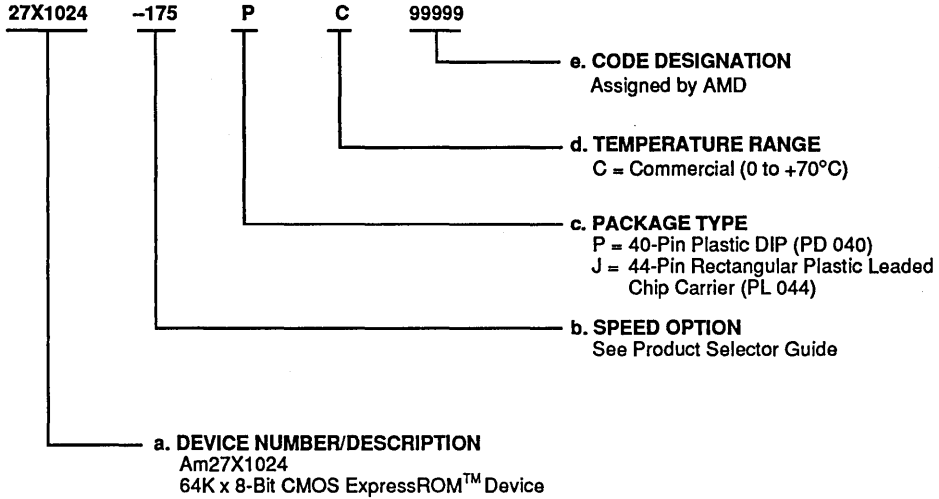 27X1024 –175 P C 99999
e. CODE DESIGNATION
Assigned by AMD
d. TEMPERATURE RANGE
C = Commercial (0 to +70°C)
c. PACKAGE TYPE
P = 40-Pin Plastic DIP (PD 040)
J = 44-Pin Rectangular Plastic Leaded
Chip Carrier (PL 044)
b. SPEED OPTION
See Product Selector Guide
a. DEVICE NUMBER/DESCRIPTION
Am27X1024
64K x 8-Bit CMOS ExpressROM™ Device